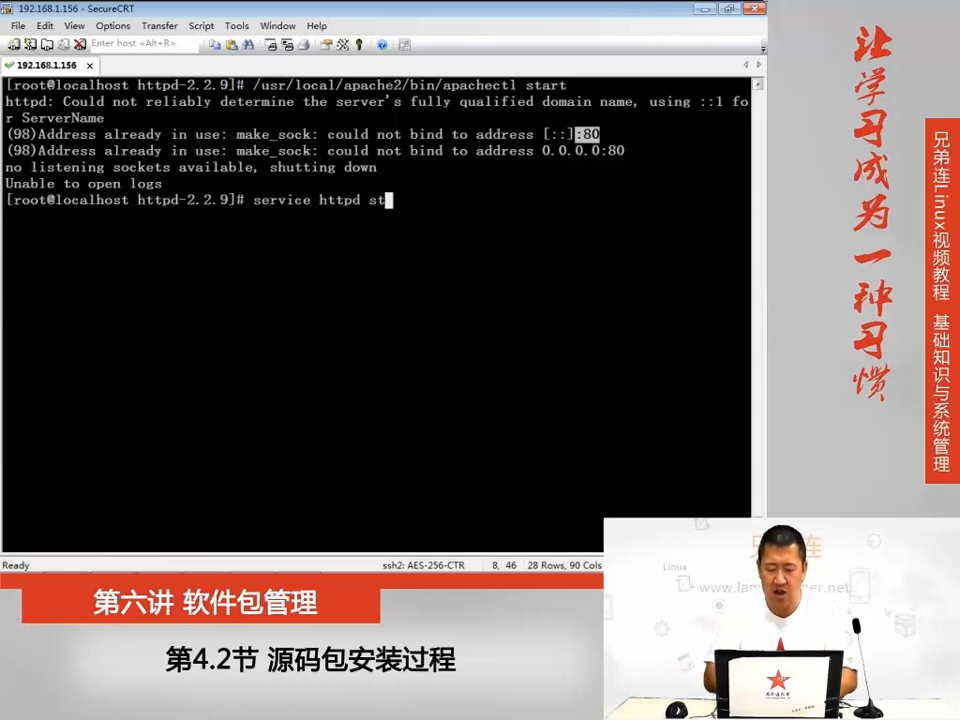 192.168.1.156 - SecureCRT
File Edit View Options Transfer Script Tools Window Help
Enter host <Alt+R>
192.168.1.156
[root@localhost httpd-2.2.9]# /usr/local/apache2/bin/apachectl start
httpd: Could not reliably determine the server's fully qualified domain name, using ::1 fo
r ServerName
(98)Address already in use: make_sock: could not bind to address [::]:80
(98)Address already in use: make_sock: could not bind to address 0.0.0.0:80
no listening sockets available, shutting down
Unable to open logs
[root@localhost httpd-2.2.9]# service httpd st
Ready ssh2: AES-256-CTR 8, 46 28 Rows, 90 Cols
让学习成为一种习惯
兄弟连Linux视频教程 基础知识与系统管理
第六讲 软件包管理
第4.2节 源码包安装过程
Linux